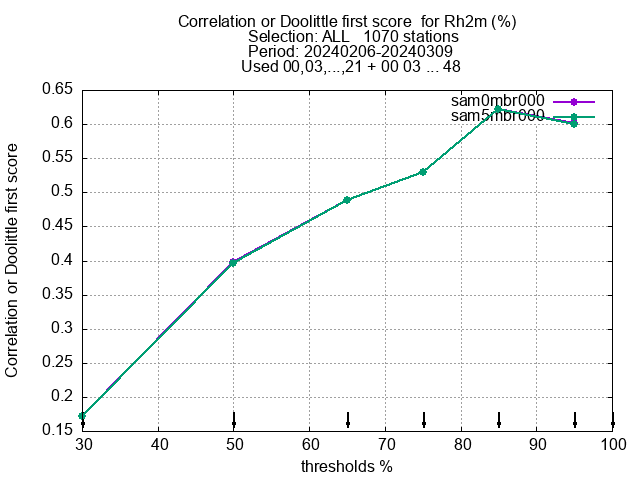 Correlation or Doolittle first score  for Rh2m (%)
Selection: ALL   1070 stations
Period: 20240206-20240309
Used 00,03,...,21 + 00 03 ... 48
sam0mbr000
sam5mbr000
Correlation or Doolittle first score
0.65
0.6
0.55
0.5
0.45
0.4
0.35
0.3
0.25
0.2
0.15
30 40 50 60 70 80 90 100
thresholds %